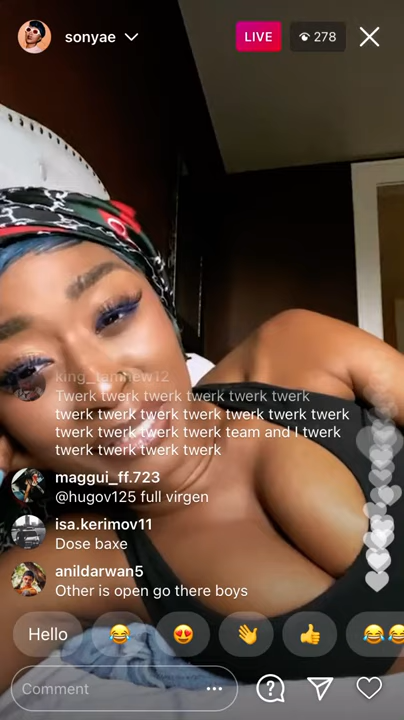 sonyae
LIVE
278
king_tamhew12
Twerk twerk twerk twerk twerk twerk
twerk twerk twerk twerk twerk twerk twerk
twerk twerk twerk twerk team and I twerk
twerk twerk twerk twerk
maggui_ff.723
@hugov125 full virgen
isa.kerimov11
Dose baxe
anildarwan5
Other is open go there boys
Hello
Comment